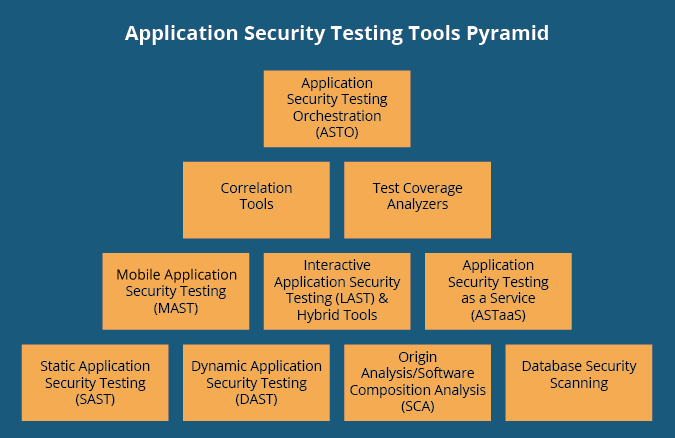 Application Security Testing Tools Pyramid
Application
Security Testing
Orchestration
(ASTO)
Correlation
Tools
Test Coverage
Analyzers
Mobile Application
Security Testing
(MAST)
Interactive
Application Security
Testing (LAST) &
Hybrid Tools
Application
Security Testing
as a Service
(ASTaaS)
Static Application
Security Testing
(SAST)
Dynamic Application
Security Testing
(DAST)
Origin
Analysis/Software
Composition Analysis
(SCA)
Database Security
Scanning